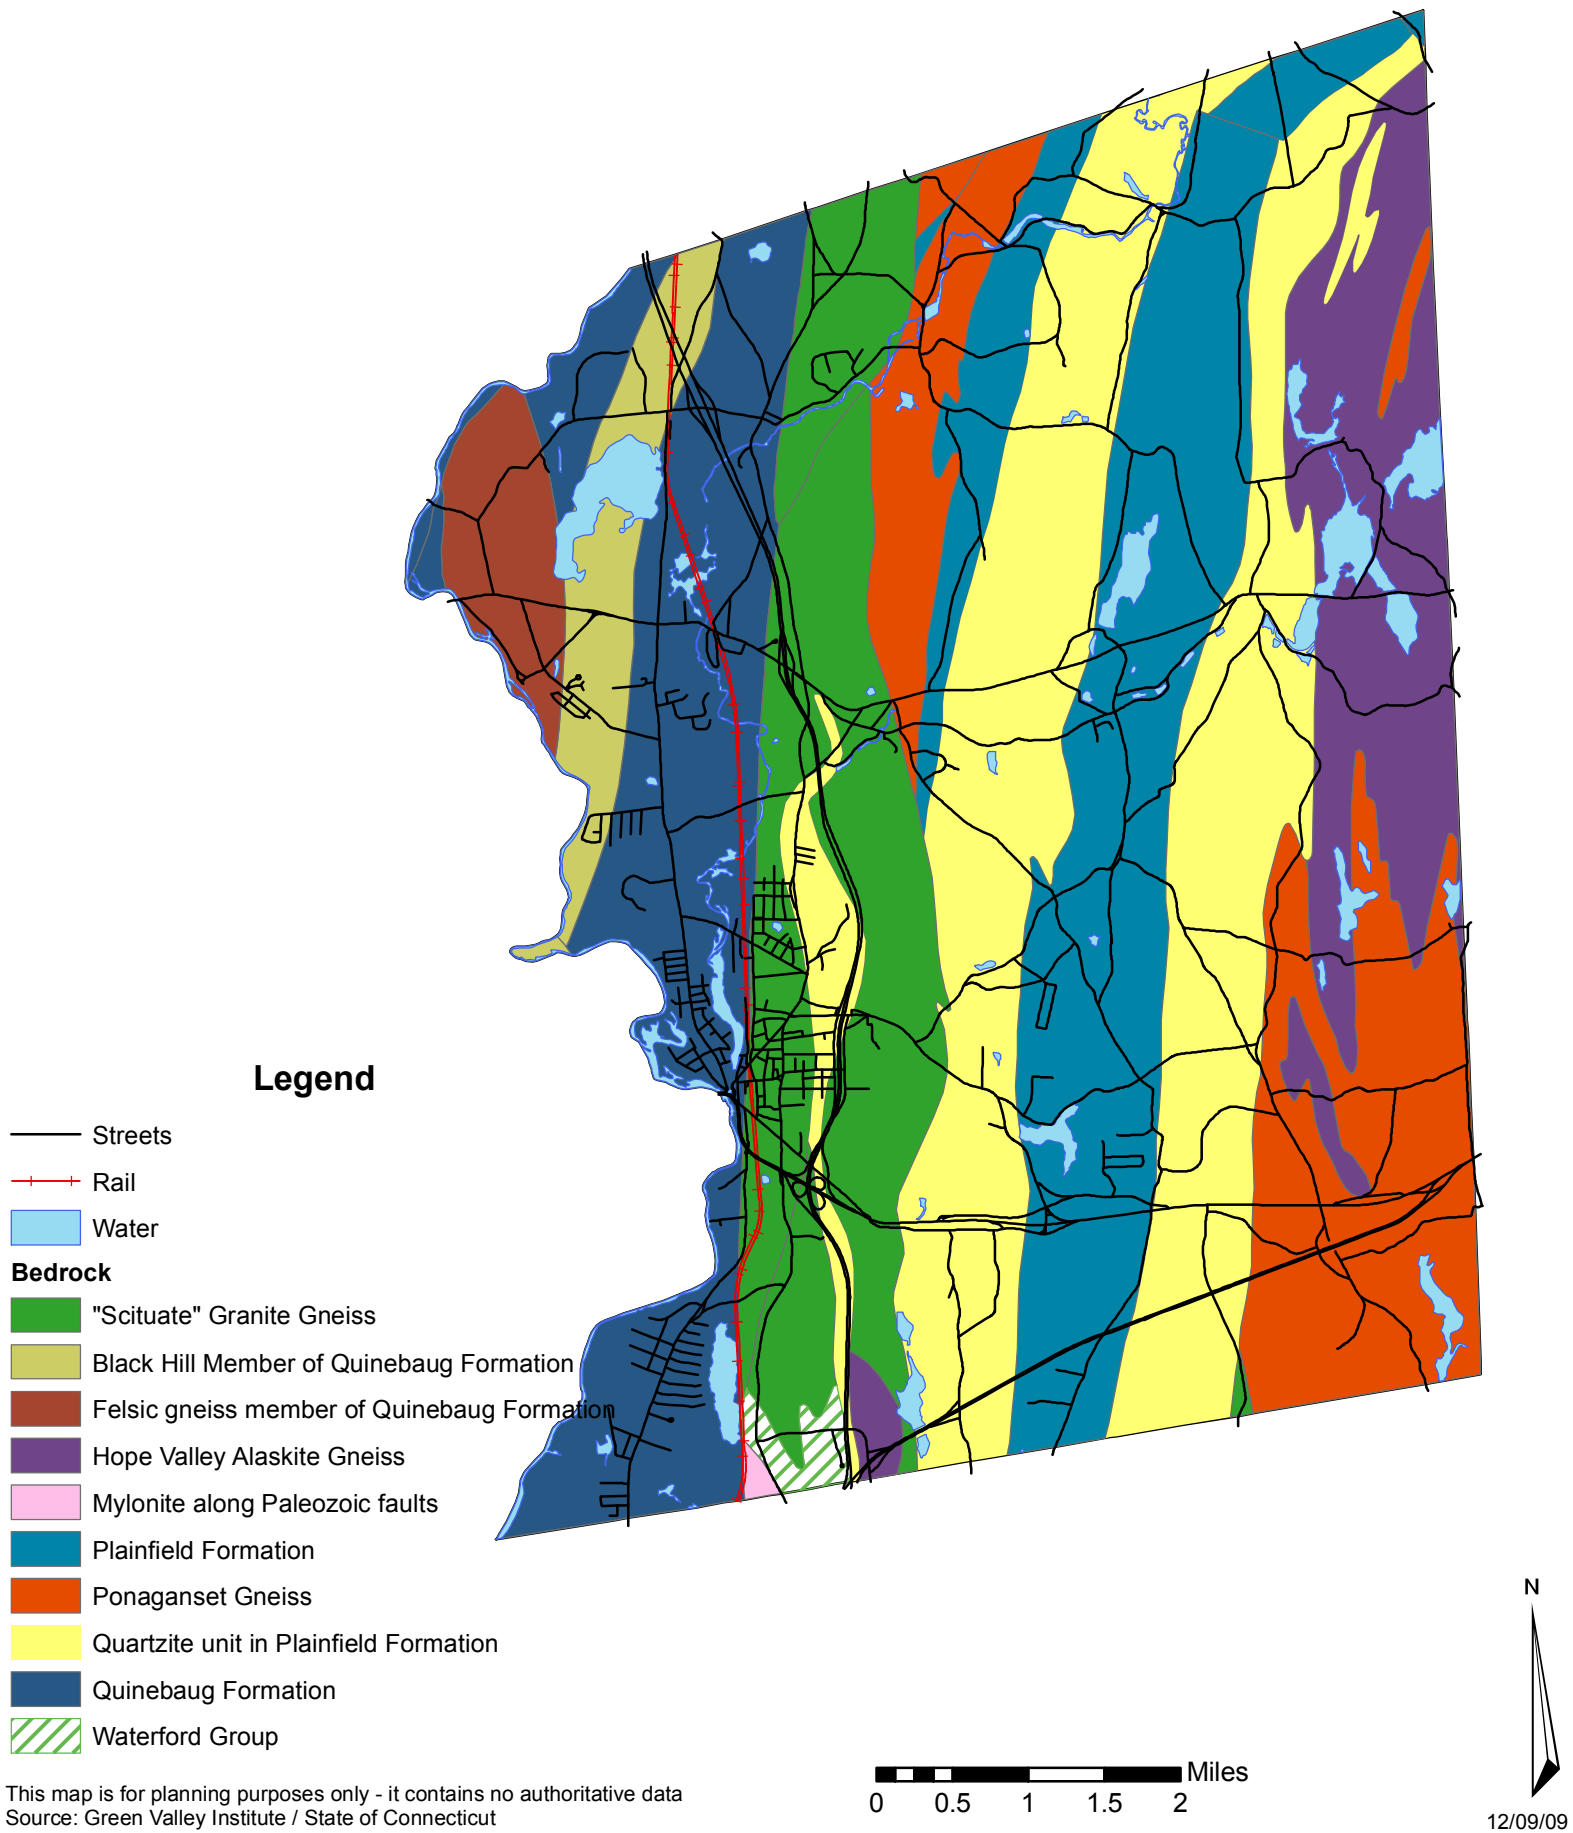 Legend
Streets
Rail
Water
Bedrock
"Scituate" Granite Gneiss
Black Hill Member of Quinebaug Formation
Felsic gneiss member of Quinebaug Formation
Hope Valley Alaskite Gneiss
Mylonite along Paleozoic faults
Plainfield Formation
Ponaganset Gneiss
Quartzite unit in Plainfield Formation
Quinebaug Formation
Waterford Group
This map is for planning purposes only - it contains no authoritative data
Source: Green Valley Institute / State of Connecticut
Miles
0 0.5 1 1.5 2
N
12/09/09